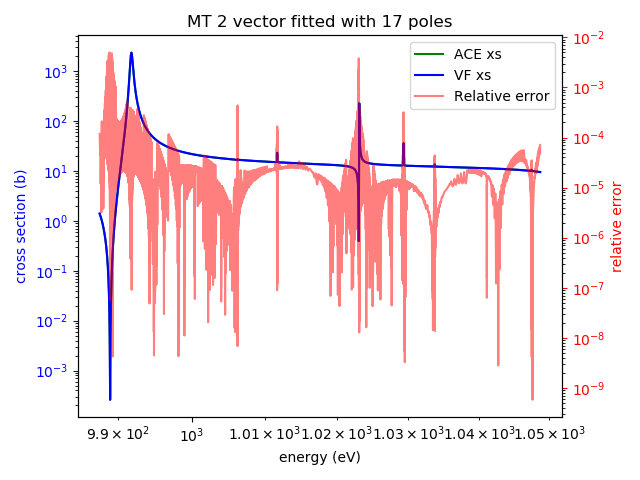 MT 2 vector fitted with 17 poles
ACE xs
VF xs
Relative error
cross section (b)
10³
10²
10¹
10⁰
10⁻¹
10⁻²
10⁻³
relative error
10⁻²
10⁻³
10⁻⁴
10⁻⁵
10⁻⁶
10⁻⁷
10⁻⁸
10⁻⁹
9.9 × 10² 10³ 1.01 × 10³ 1.02 × 10³ 1.03 × 10³ 1.04 × 10³ 1.05 × 10³
energy (eV)